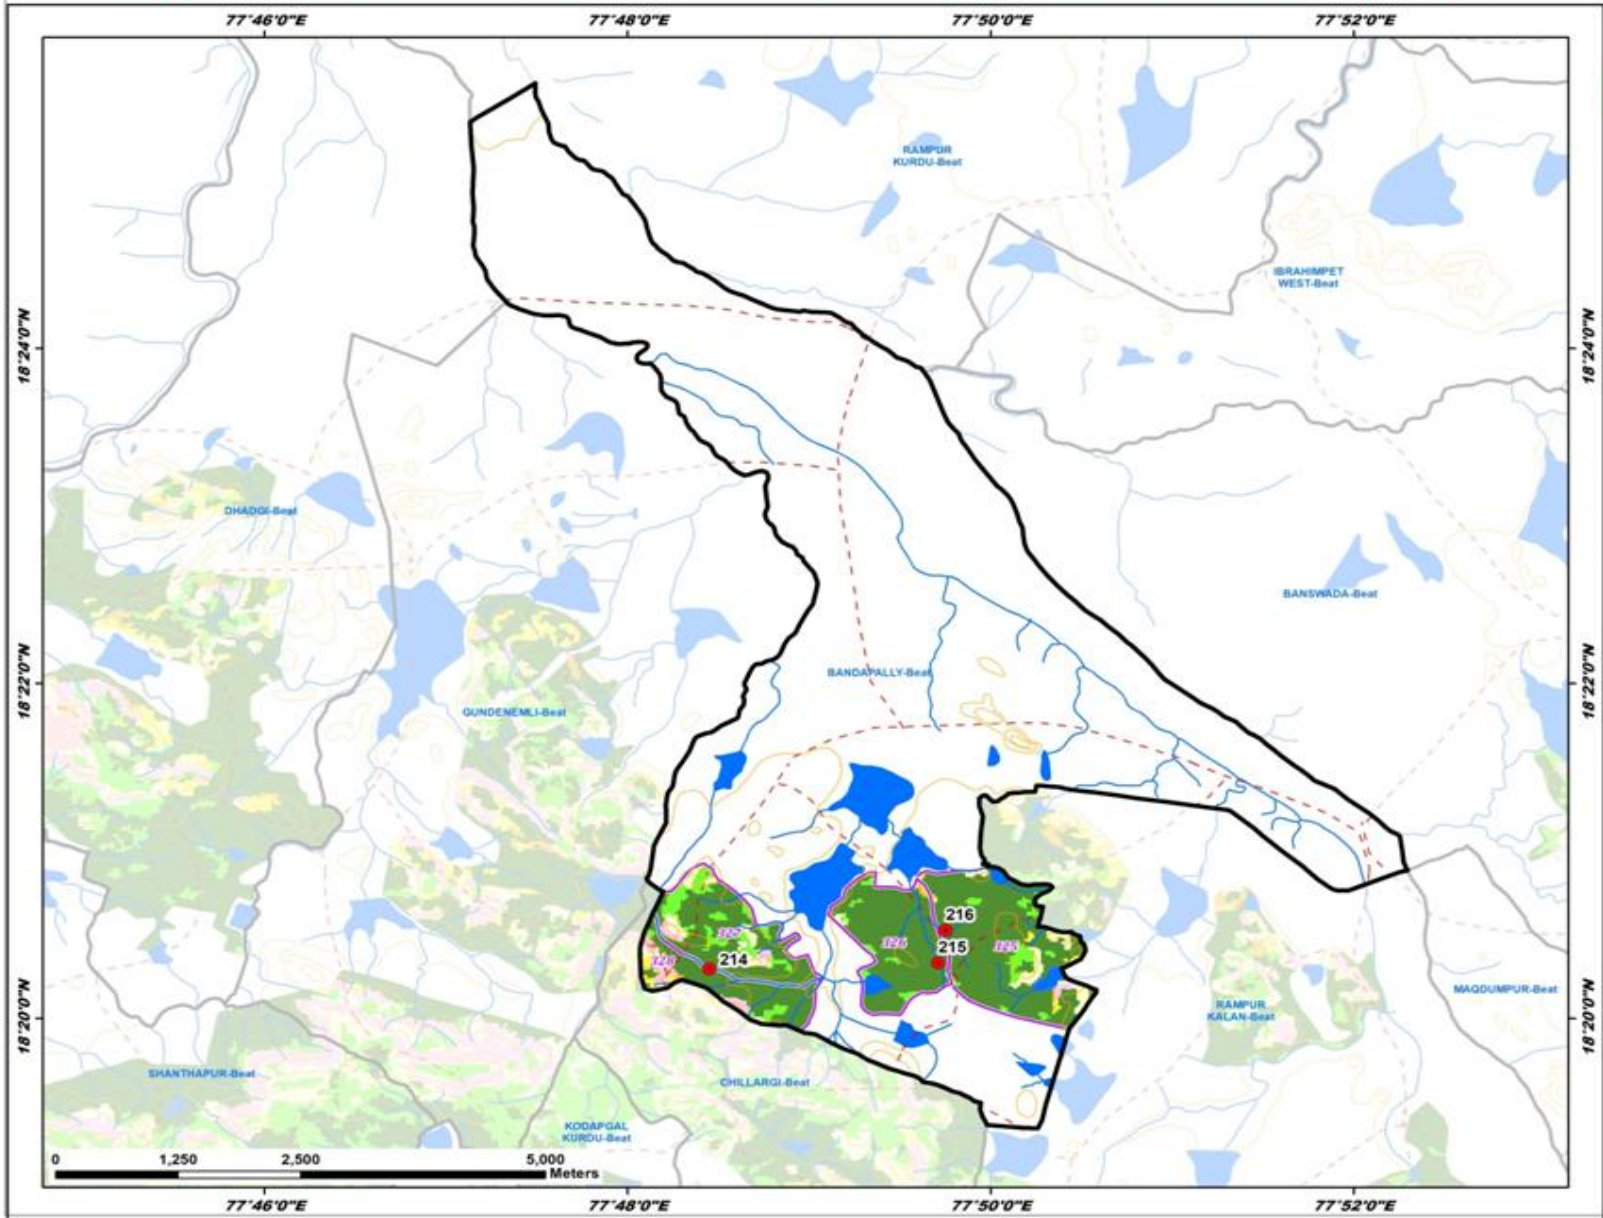 77°46'0"E 77°48'0"E 77°50'0"E 77°52'0"E
RAMPUR
KURDU-Beat
IBRAHIMPET
WEST-Beat
18°24'0"N 18°24'0"N
DHADGI-Beat
BANSWADA-Beat
BANDAPALLY-Beat
18°22'0"N 18°22'0"N
GUNDENEMLI-Beat
216
327 326 215 325
328 214
MAQDUMPUR-Beat
RAMPUR
KALAN-Beat
18°20'0"N 18°20'0"N
SHANTHAPUR-Beat
CHILLARGI-Beat
KODAPGAL
KURDU-Beat
0 1,250 2,500 5,000
Meters
77°46'0"E 77°48'0"E 77°50'0"E 77°52'0"E